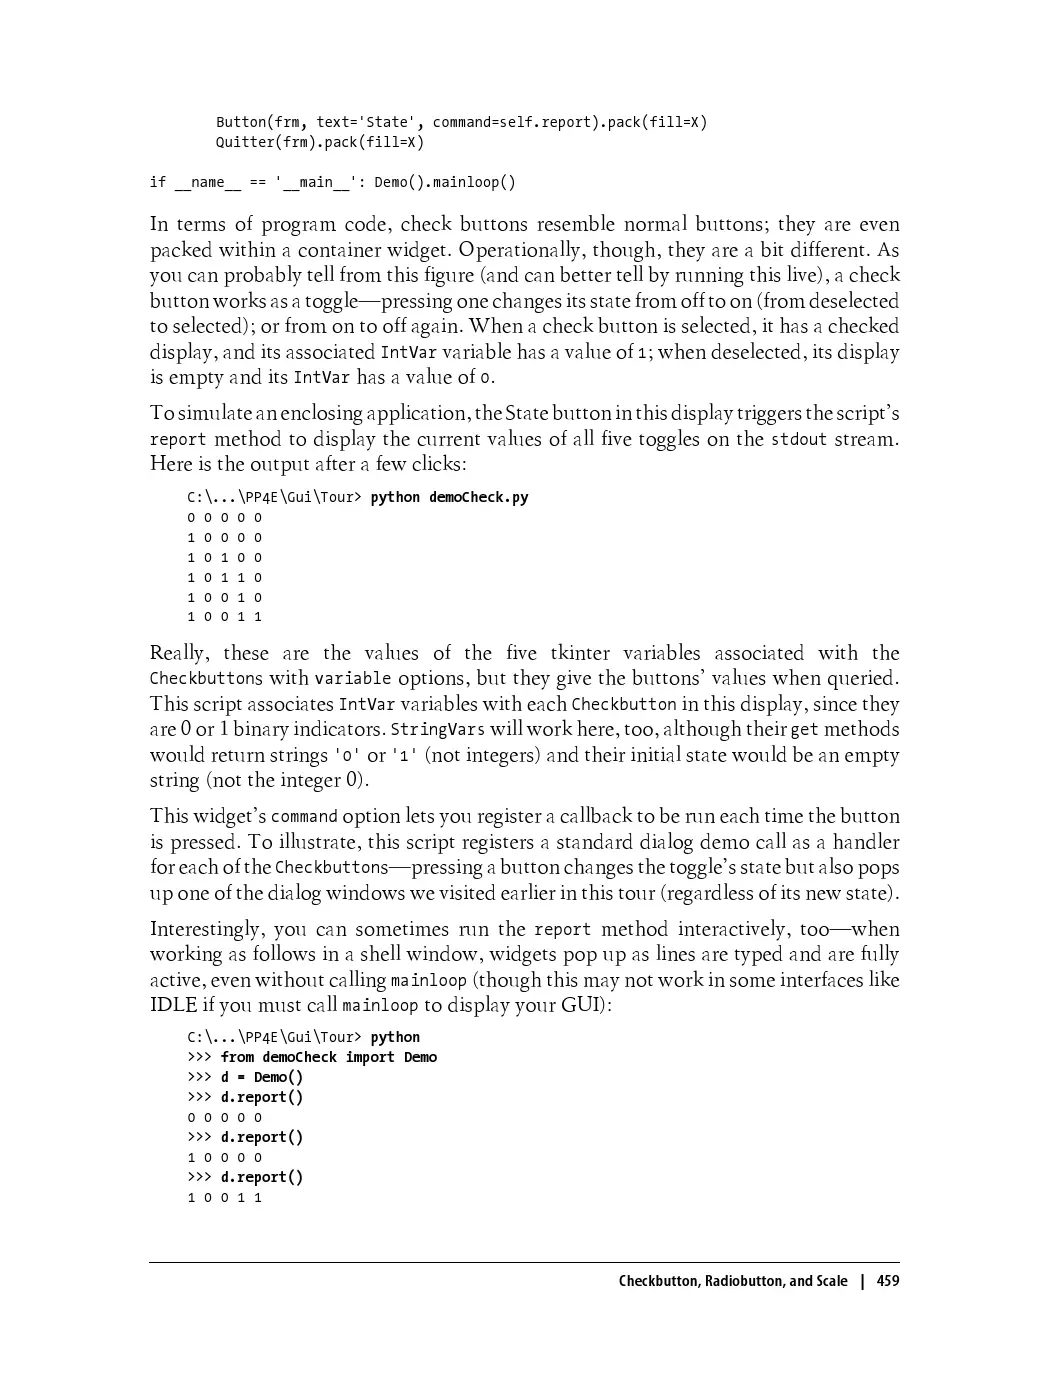 Button(frm, text='State', command=self.report).pack(fill=X)
Quitter(frm).pack(fill=X)
if __name__ == '__main__': Demo().mainloop()
In terms of program code, check buttons resemble normal buttons; they are even
packed within a container widget. Operationally, though, they are a bit different. As
you can probably tell from this figure (and can better tell by running this live), a check
button works as a toggle—pressing one changes its state from off to on (from deselected
to selected); or from on to off again. When a check button is selected, it has a checked
display, and its associated IntVar variable has a value of 1; when deselected, its display
is empty and its IntVar has a value of 0.
To simulate an enclosing application, the State button in this display triggers the script's
report method to display the current values of all five toggles on the stdout stream.
Here is the output after a few clicks:
C:\...\PP4E\Gui\Tour> python demoCheck.py
0 0 0 0 0
1 0 0 0 0
1 0 1 0 0
1 0 1 1 0
1 0 0 1 0
1 0 0 1 1
Really, these are the values of the five tkinter variables associated with the
Checkbuttons with variable options, but they give the buttons' values when queried.
This script associates IntVar variables with each Checkbutton in this display, since they
are 0 or 1 binary indicators. StringVars will work here, too, although their get methods
would return strings '0' or '1' (not integers) and their initial state would be an empty
string (not the integer 0).
This widget's command option lets you register a callback to be run each time the button
is pressed. To illustrate, this script registers a standard dialog demo call as a handler
for each of the Checkbuttons—pressing a button changes the toggle's state but also pops
up one of the dialog windows we visited earlier in this tour (regardless of its new state).
Interestingly, you can sometimes run the report method interactively, too—when
working as follows in a shell window, widgets pop up as lines are typed and are fully
active, even without calling mainloop (though this may not work in some interfaces like
IDLE if you must call mainloop to display your GUI):
C:\...\PP4E\Gui\Tour> python
>>> from demoCheck import Demo
>>> d = Demo()
>>> d.report()
0 0 0 0 0
>>> d.report()
1 0 0 0 0
>>> d.report()
1 0 0 1 1
Checkbutton, Radiobutton, and Scale | 459